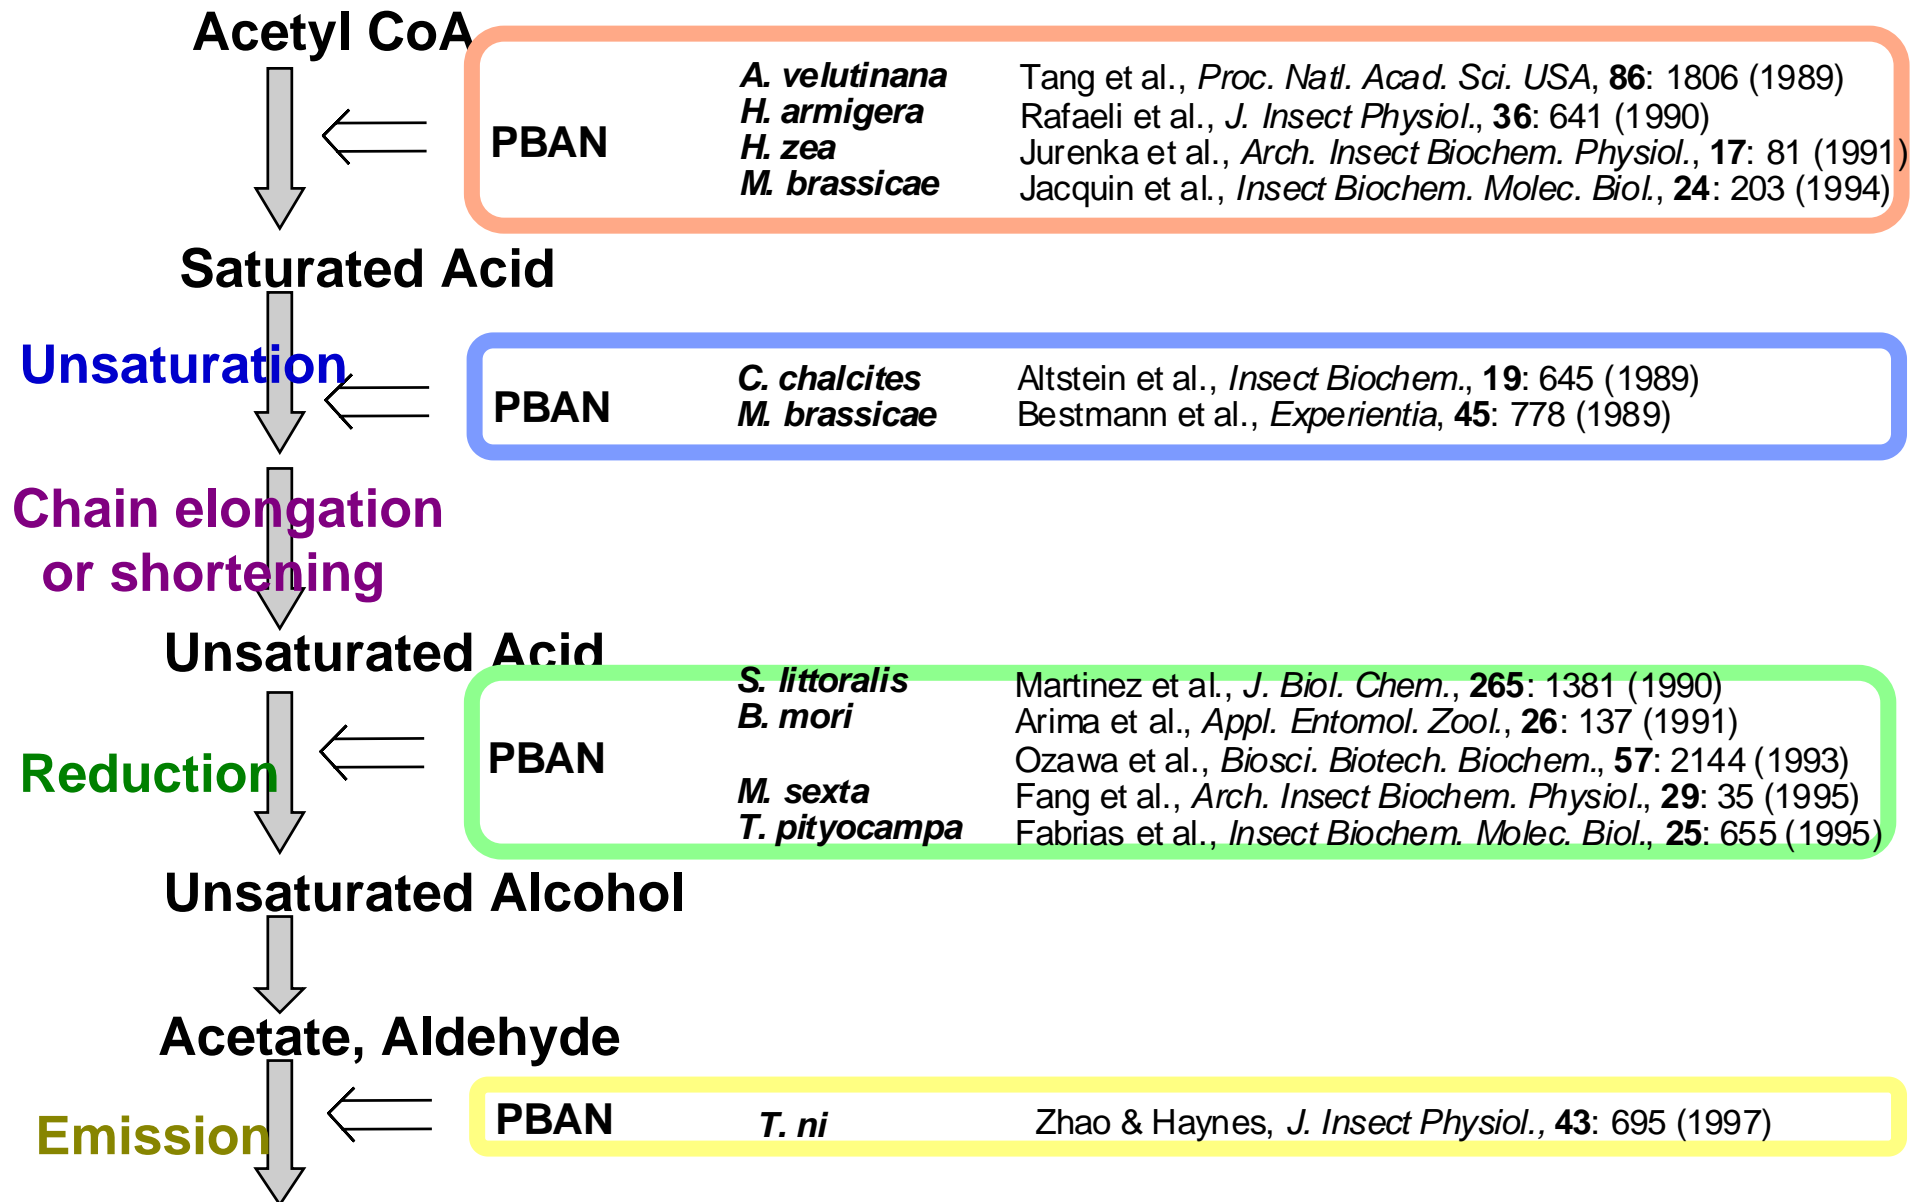 Acetyl CoA
A. velutinana Tang et al., Proc. Natl. Acad. Sci. USA, 86: 1806 (1989)
H. armigera Rafaeli et al., J. Insect Physiol., 36: 641 (1990)
PBAN
H. zea Jurenka et al., Arch. Insect Biochem. Physiol., 17: 81 (1991)
M. brassicae Jacquin et al., Insect Biochem. Molec. Biol., 24: 203 (1994)
Saturated Acid
Unsaturation
PBAN
C. chalcites Altstein et al., Insect Biochem., 19: 645 (1989)
M. brassicae Bestmann et al., Experientia, 45: 778 (1989)
Chain elongation
or shortening
Unsaturated Acid
S. littoralis Martinez et al., J. Biol. Chem., 265: 1381 (1990)
B. mori Arima et al., Appl. Entomol. Zool., 26: 137 (1991)
Reduction
PBAN
Ozawa et al., Biosci. Biotech. Biochem., 57: 2144 (1993)
M. sexta Fang et al., Arch. Insect Biochem. Physiol., 29: 35 (1995)
T. pityocampa Fabrias et al., Insect Biochem. Molec. Biol., 25: 655 (1995)
Unsaturated Alcohol
Acetate, Aldehyde
Emission
PBAN T. ni Zhao & Haynes, J. Insect Physiol., 43: 695 (1997)